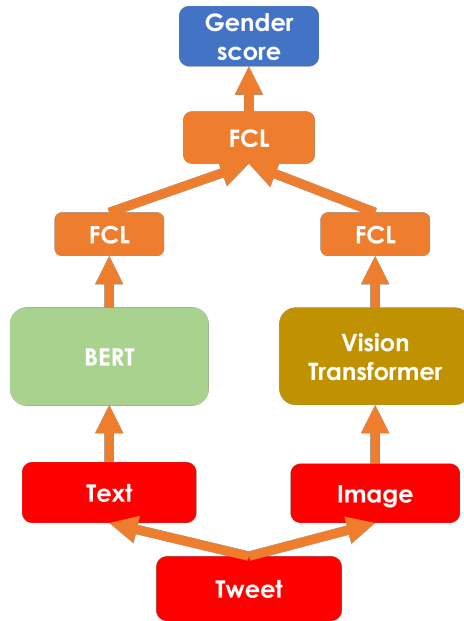 Gender
score
FCL
FCL
FCL
BERT
Vision
Transformer
Text
Image
Tweet